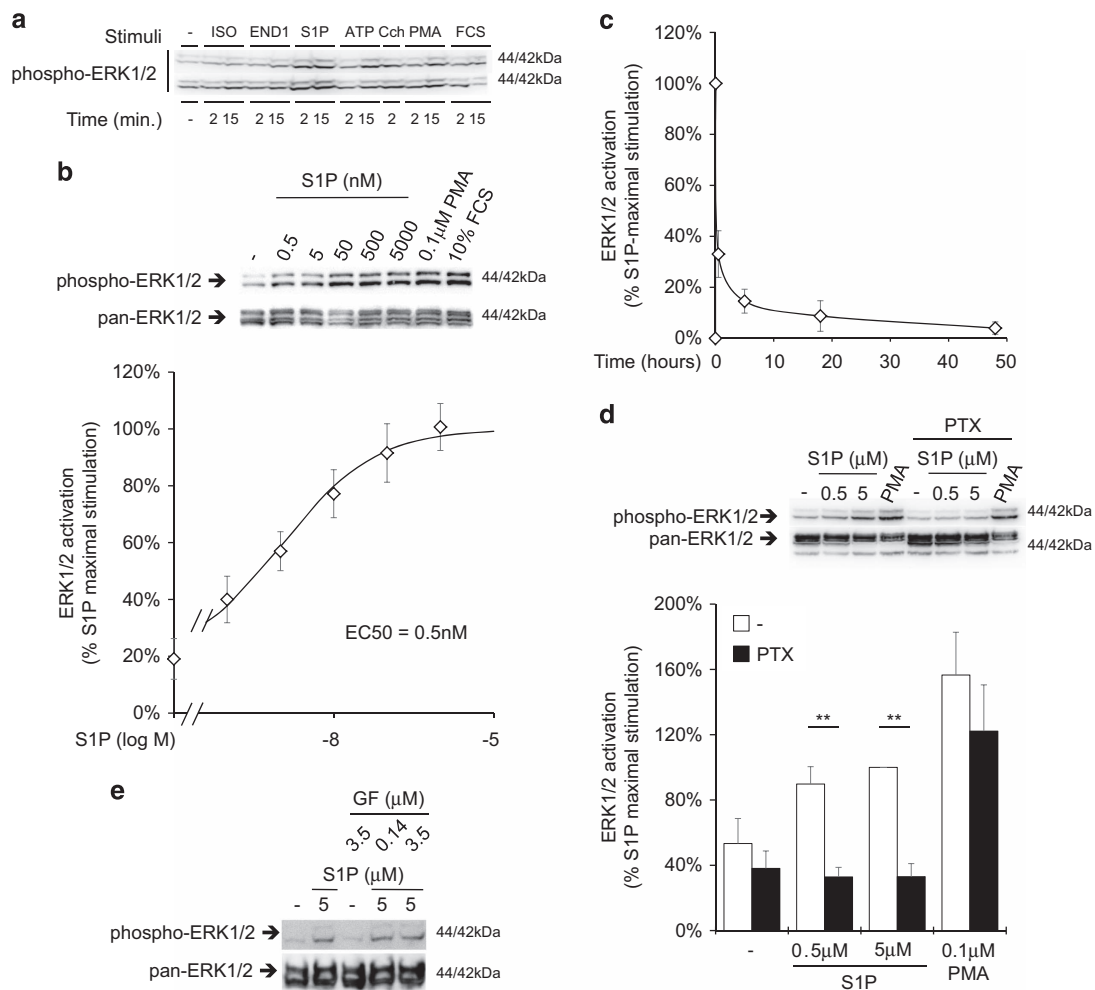 a
Stimuli - ISO END1 S1P ATP Cch PMA FCS
phospho-ERK1/2
44/42kDa
44/42kDa
Time (min.) - 2 15 2 15 2 15 2 15 2 2 15 2 15
b
S1P (nM)
- 0.5 5 50 500 5000 0.1μM PMA 10% FCS
phospho-ERK1/2 ➔ 44/42kDa
pan-ERK1/2 ➔ 44/42kDa
ERK1/2 activation
(% S1P maximal stimulation)
120%
100%
80%
60%
40%
20%
0%
EC50 = 0.5nM
S1P (log M) -8 -5
c
ERK1/2 activation
(% S1P-maximal stimulation)
120%
100%
80%
60%
40%
20%
0%
Time (hours) 0 10 20 30 40 50
d
PTX
S1P (μM) S1P (μM)
- 0.5 5 PMA - 0.5 5 PMA
phospho-ERK1/2➔ 44/42kDa
pan-ERK1/2 ➔ 44/42kDa
ERK1/2 activation
(% S1P maximal stimulation)
200%
160%
120%
80%
40%
0%
-
PTX
** **
- 0.5μM 5μM 0.1μM
S1P PMA
e
GF (μM)
3.5 0.14 3.5
S1P (μM)
- 5 - 5 5
phospho-ERK1/2 ➔ 44/42kDa
pan-ERK1/2 ➔ 44/42kDa